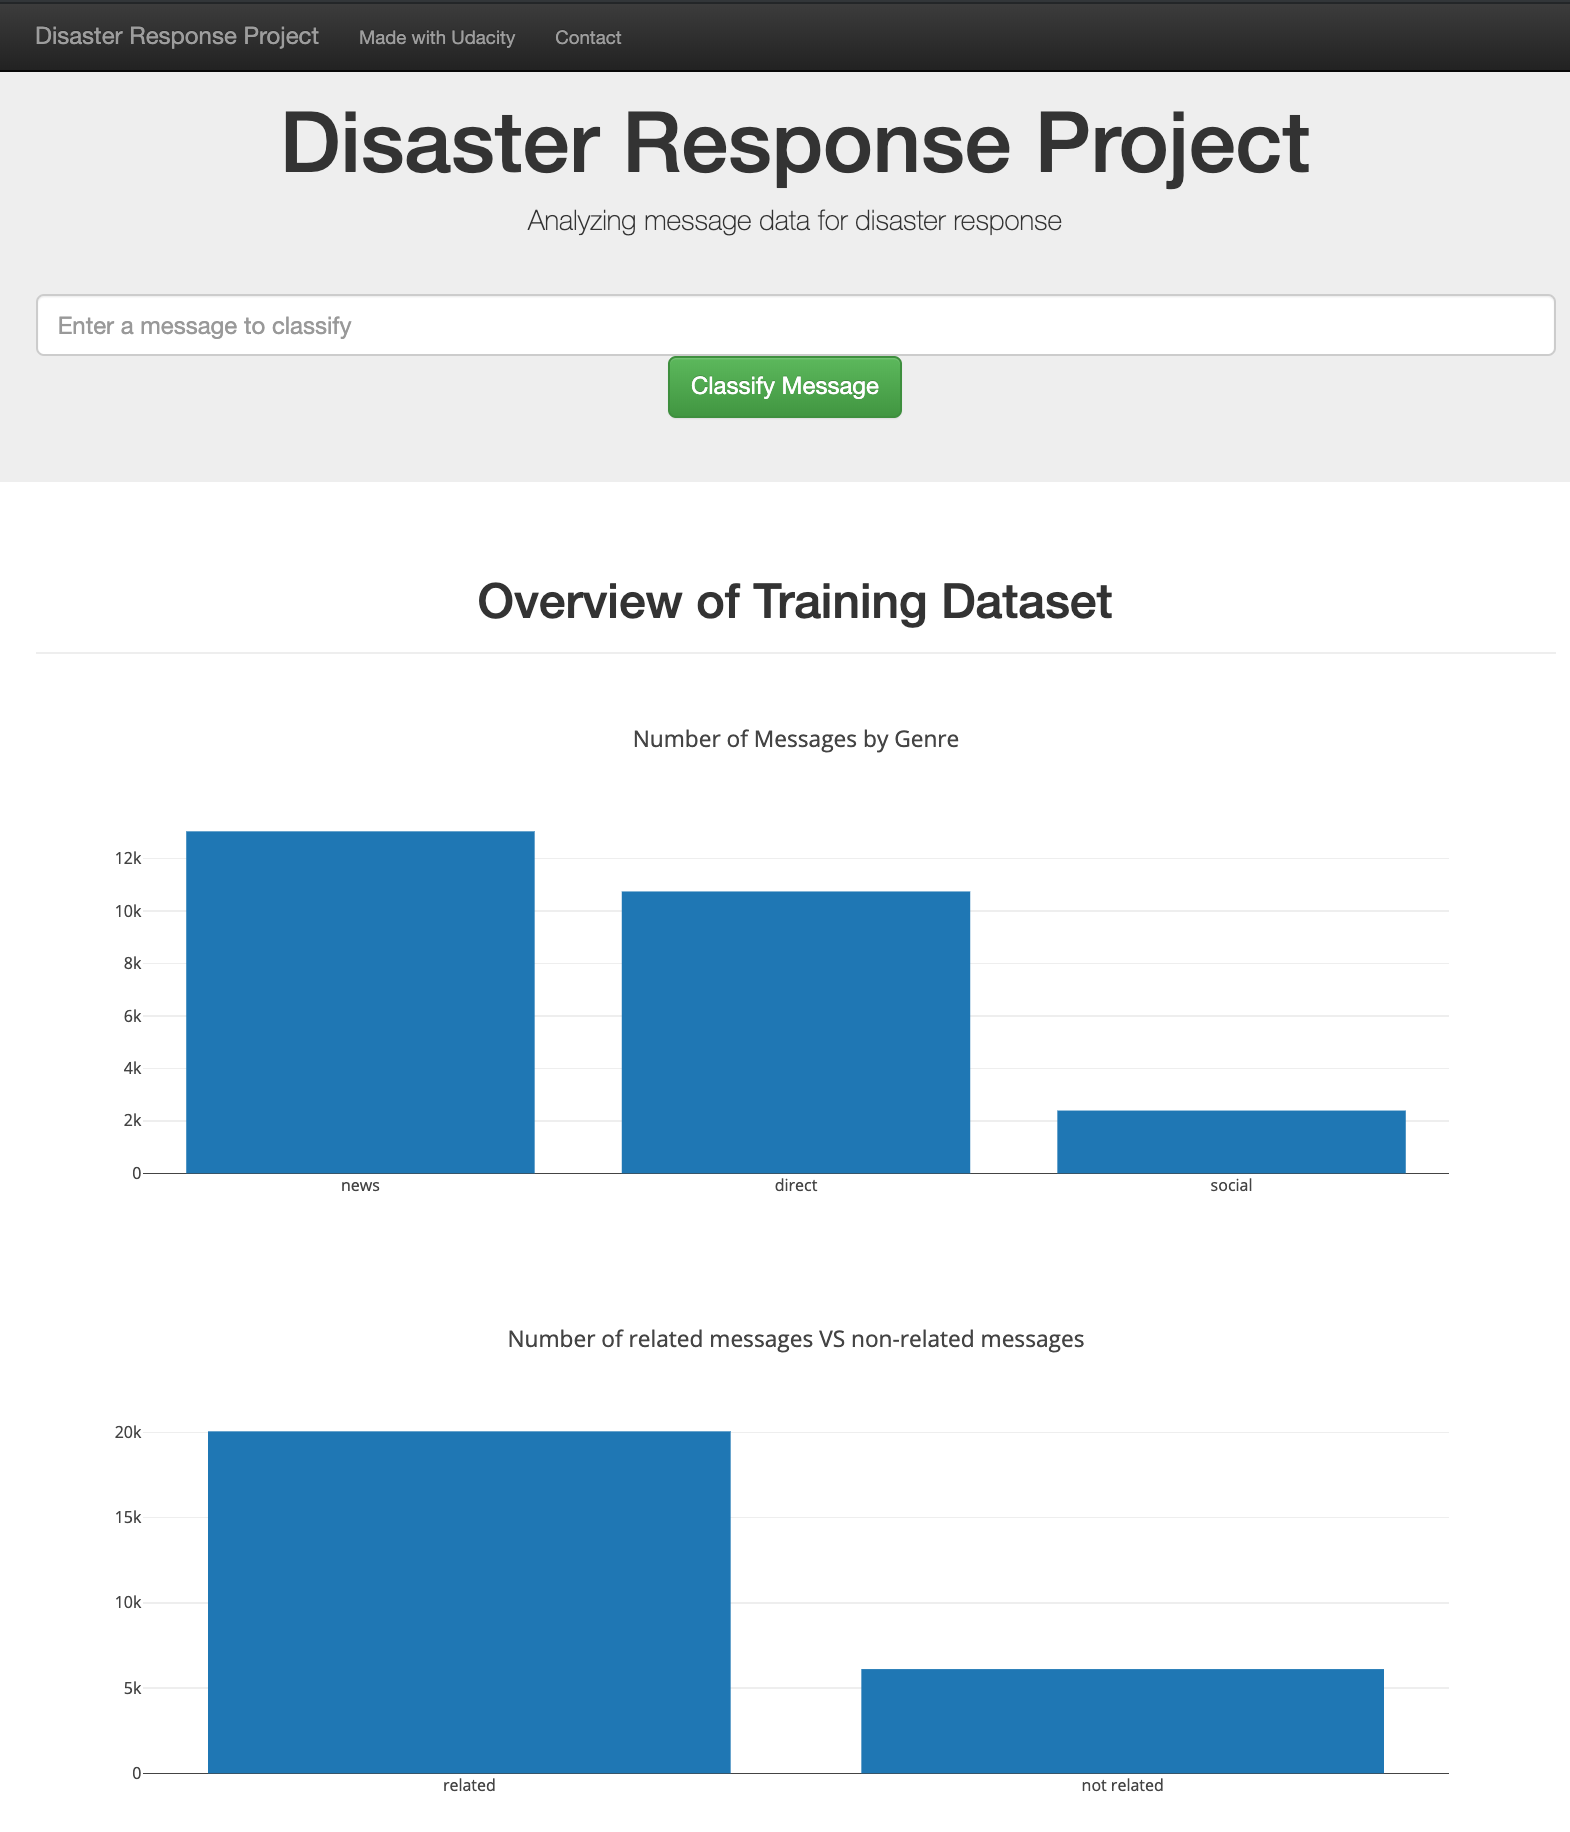 Disaster Response Project Made with Udacity Contact
Disaster Response Project
Analyzing message data for disaster response
Enter a message to classify
Classify Message
Overview of Training Dataset
Number of Messages by Genre
12k
10k
8k
6k
4k
2k
0
news direct social
Number of related messages VS non-related messages
20k
15k
10k
5k
0
related not related